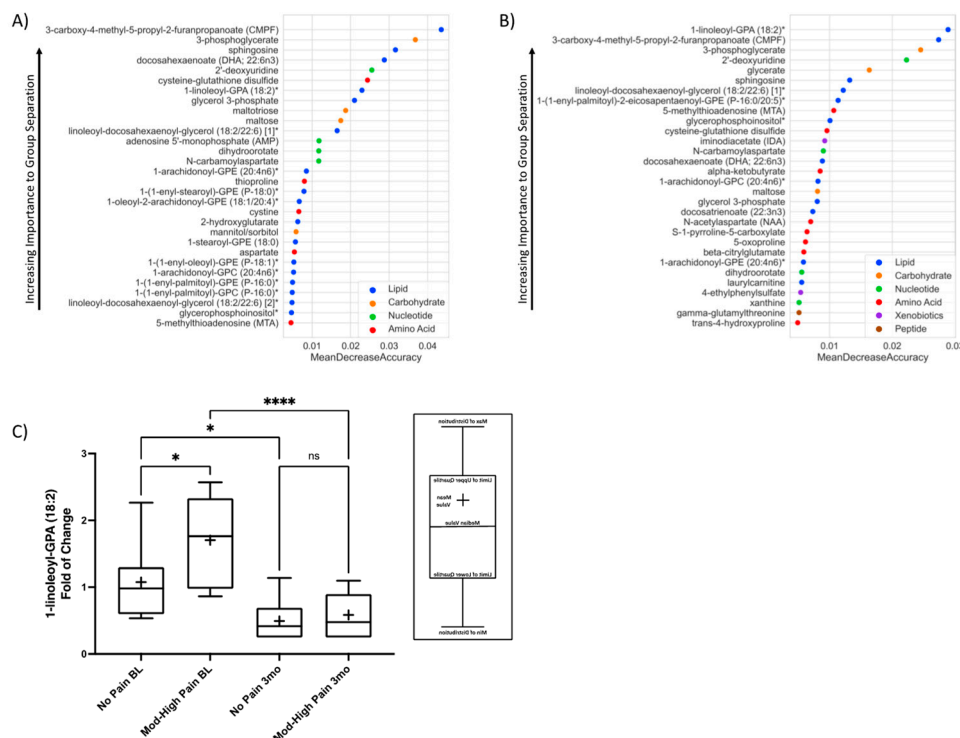 A)
3-carboxy-4-methyl-5-propyl-2-furanpropanoate (CMPF)
3-phosphoglycerate
sphingosine
docosahexaenoate (DHA; 22:6n3)
2'-deoxyuridine
cysteine-glutathione disulfide
1-linoleoyl-GPA (18:2)*
glycerol 3-phosphate
maltotriose
maltose
linoleoyl-docosahexaenoyl-glycerol (18:2/22:6) [1]*
adenosine 5'-monophosphate (AMP)
dihydroorotate
N-carbamoylaspartate
1-arachidonoyl-GPE (20:4n6)*
thioproline
1-(1-enyl-stearoyl)-GPE (P-18:0)*
1-oleoyl-2-arachidonoyl-GPE (18:1/20:4)*
cystine
2-hydroxyglutarate
mannitol/sorbitol
1-stearoyl-GPE (18:0)
aspartate
1-(1-enyl-oleoyl)-GPE (P-18:1)*
1-arachidonoyl-GPC (20:4n6)*
1-(1-enyl-palmitoyl)-GPE (P-16:0)*
1-(1-enyl-palmitoyl)-GPC (P-16:0)*
linoleoyl-docosahexaenoyl-glycerol (18:2/22:6) [2]*
glycerophosphoinositol*
5-methylthioadenosine (MTA)
Increasing Importance to Group Separation
Lipid
Carbohydrate
Nucleotide
Amino Acid
0.01 0.02 0.03 0.04
MeanDecreaseAccuracy
B)
1-linoleoyl-GPA (18:2)*
3-carboxy-4-methyl-5-propyl-2-furanpropanoate (CMPF)
3-phosphoglycerate
2'-deoxyuridine
glycerate
sphingosine
linoleoyl-docosahexaenoyl-glycerol (18:2/22:6) [1]*
1-(1-enyl-palmitoyl)-2-eicosapentaenoyl-GPE (P-16:0/20:5)*
5-methylthioadenosine (MTA)
glycerophosphoinositol*
cysteine-glutathione disulfide
iminodiacetate (IDA)
N-carbamoylaspartate
docosahexaenoate (DHA; 22:6n3)
alpha-ketobutyrate
1-arachidonoyl-GPC (20:4n6)*
maltose
glycerol 3-phosphate
docosatrienoate (22:3n3)
N-acetylaspartate (NAA)
S-1-pyrroline-5-carboxylate
5-oxoproline
beta-citrylglutamate
1-arachidonoyl-GPE (20:4n6)*
dihydroorotate
laurylcarnitine
4-ethylphenylsulfate
xanthine
gamma-glutamylthreonine
trans-4-hydroxyproline
Increasing Importance to Group Separation
Lipid
Carbohydrate
Nucleotide
Amino Acid
Xenobiotics
Peptide
0.01 0.02 0.03
MeanDecreaseAccuracy
C)
1-linoleoyl-GPA (18:2)
Fold of Change
3
2
1
0
****
*
*
ns
No Pain BL
Mod-High Pain BL
No Pain 3mo
Mod-High Pain 3mo
Max of Distribution
Limit of Upper Quartile
Mean
Value
Median Value
Limit of Lower Quartile
Min of Distribution